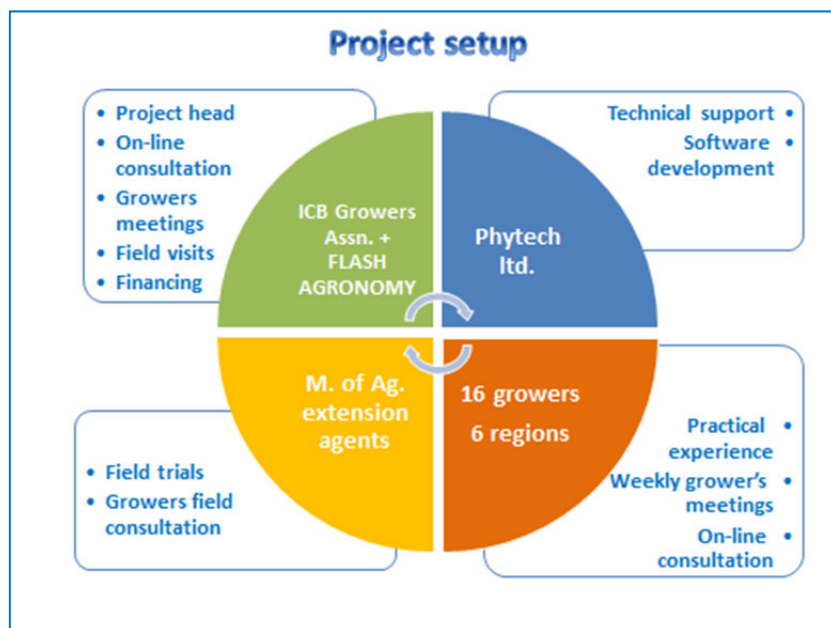 Project setup
• Project head
• On-line
consultation
• Growers
meetings
• Field visits
• Financing
ICB Growers
Assn. +
FLASH
AGRONOMY
Technical support •
Software •
development
Phytech
ltd.
M. of Ag.
extension
agents
• Field trials
• Growers field
consultation
16 growers
6 regions
Practical •
experience
Weekly grower's •
meetings
On-line •
consultation